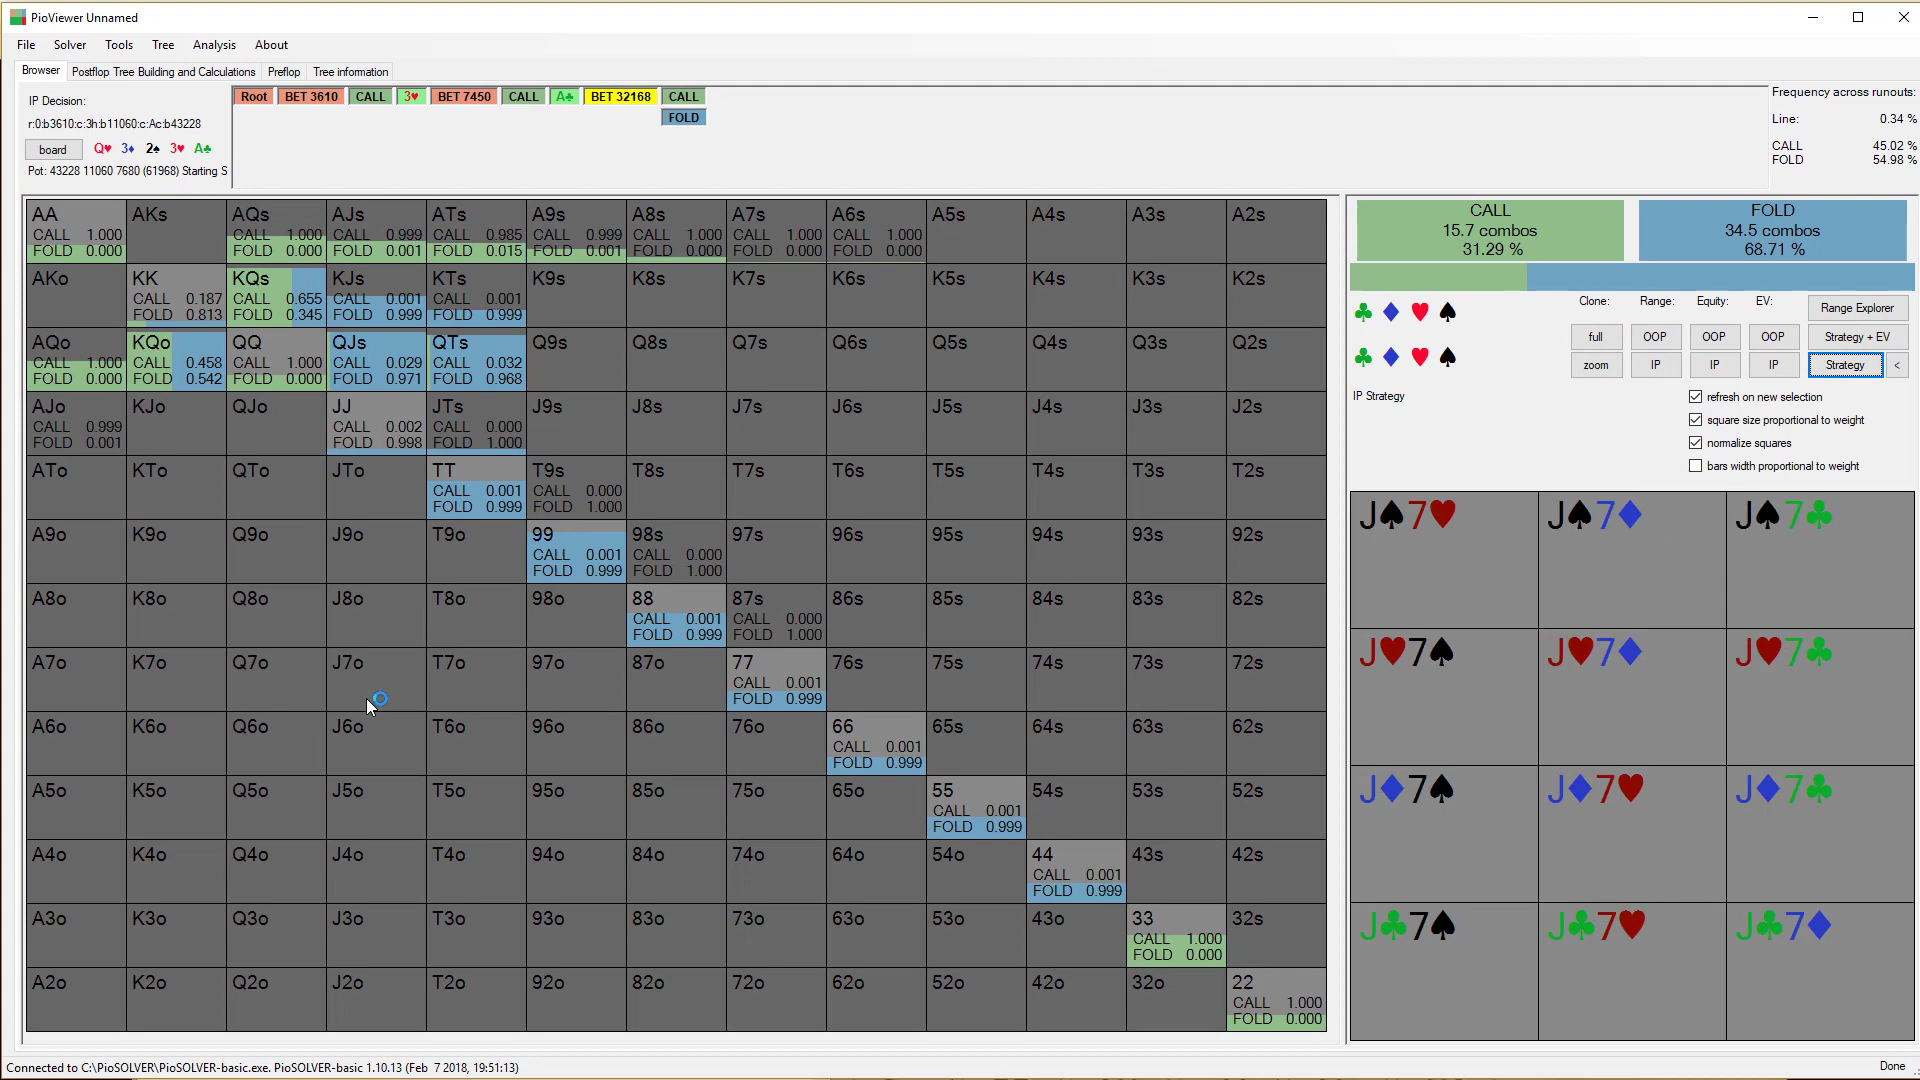 PioViewer Unnamed
File Solver Tools Tree Analysis About
Browser Postflop Tree Building and Calculations Preflop Tree information
IP Decision:
r:0:b3610:c:3h:b11060:c:Ac:b43228
board Q♥ 3♦ 2♠ 3♥ A♣
Pot: 43228 11060 7680 (61968) Starting S
Root BET 3610 CALL 3♥ BET 7450 CALL A♣ BET 32168 CALL
FOLD
Frequency across runouts:
Line: 0.34 %
CALL 45.02 %
FOLD 54.98 %
AA AKs AQs AJs ATs A9s A8s A7s A6s A5s A4s A3s A2s
CALL 1.000 CALL 1.000 CALL 0.999 CALL 0.985 CALL 0.999 CALL 1.000 CALL 1.000 CALL 1.000
FOLD 0.000 FOLD 0.000 FOLD 0.001 FOLD 0.015 FOLD 0.001 FOLD 0.000 FOLD 0.000 FOLD 0.000
AKo KK KQs KJs KTs K9s K8s K7s K6s K5s K4s K3s K2s
CALL 0.187 CALL 0.655 CALL 0.001 CALL 0.001
FOLD 0.813 FOLD 0.345 FOLD 0.999 FOLD 0.999
AQo KQo QQ QJs QTs Q9s Q8s Q7s Q6s Q5s Q4s Q3s Q2s
CALL 1.000 CALL 0.458 CALL 1.000 CALL 0.029 CALL 0.032
FOLD 0.000 FOLD 0.542 FOLD 0.000 FOLD 0.971 FOLD 0.968
AJo KJo QJo JJ JTs J9s J8s J7s J6s J5s J4s J3s J2s
CALL 0.999 CALL 0.002 CALL 0.000
FOLD 0.001 FOLD 0.998 FOLD 1.000
ATo KTo QTo JTo TT T9s T8s T7s T6s T5s T4s T3s T2s
CALL 0.001 CALL 0.000
FOLD 0.999 FOLD 1.000
A9o K9o Q9o J9o T9o 99 98s 97s 96s 95s 94s 93s 92s
CALL 0.001 CALL 0.000
FOLD 0.999 FOLD 1.000
A8o K8o Q8o J8o T8o 98o 88 87s 86s 85s 84s 83s 82s
CALL 0.001 CALL 0.000
FOLD 0.999 FOLD 1.000
A7o K7o Q7o J7o T7o 97o 87o 77 76s 75s 74s 73s 72s
CALL 0.001
FOLD 0.999
A6o K6o Q6o J6o T6o 96o 86o 76o 66 65s 64s 63s 62s
CALL 0.001
FOLD 0.999
A5o K5o Q5o J5o T5o 95o 85o 75o 65o 55 54s 53s 52s
CALL 0.001
FOLD 0.999
A4o K4o Q4o J4o T4o 94o 84o 74o 64o 54o 44 43s 42s
CALL 0.001
FOLD 0.999
A3o K3o Q3o J3o T3o 93o 83o 73o 63o 53o 43o 33 32s
CALL 1.000
FOLD 0.000
A2o K2o Q2o J2o T2o 92o 82o 72o 62o 52o 42o 32o 22
CALL 1.000
FOLD 0.000
CALL FOLD
15.7 combos 34.5 combos
31.29 % 68.71 %
♣ ♦ ♥ ♠ Clone: Range: Equity: EV: Range Explorer
full OOP OOP OOP Strategy + EV
♣ ♦ ♥ ♠ zoom IP IP IP Strategy <
IP Strategy refresh on new selection
square size proportional to weight
normalize squares
bars width proportional to weight
J♠7♥ J♠7♦ J♠7♣
J♥7♠ J♥7♦ J♥7♣
J♦7♠ J♦7♥ J♦7♣
J♣7♠ J♣7♥ J♣7♦
Connected to C:\PioSOLVER\PioSOLVER-basic.exe. PioSOLVER-basic 1.10.13 (Feb 7 2018, 19:51:13) Done